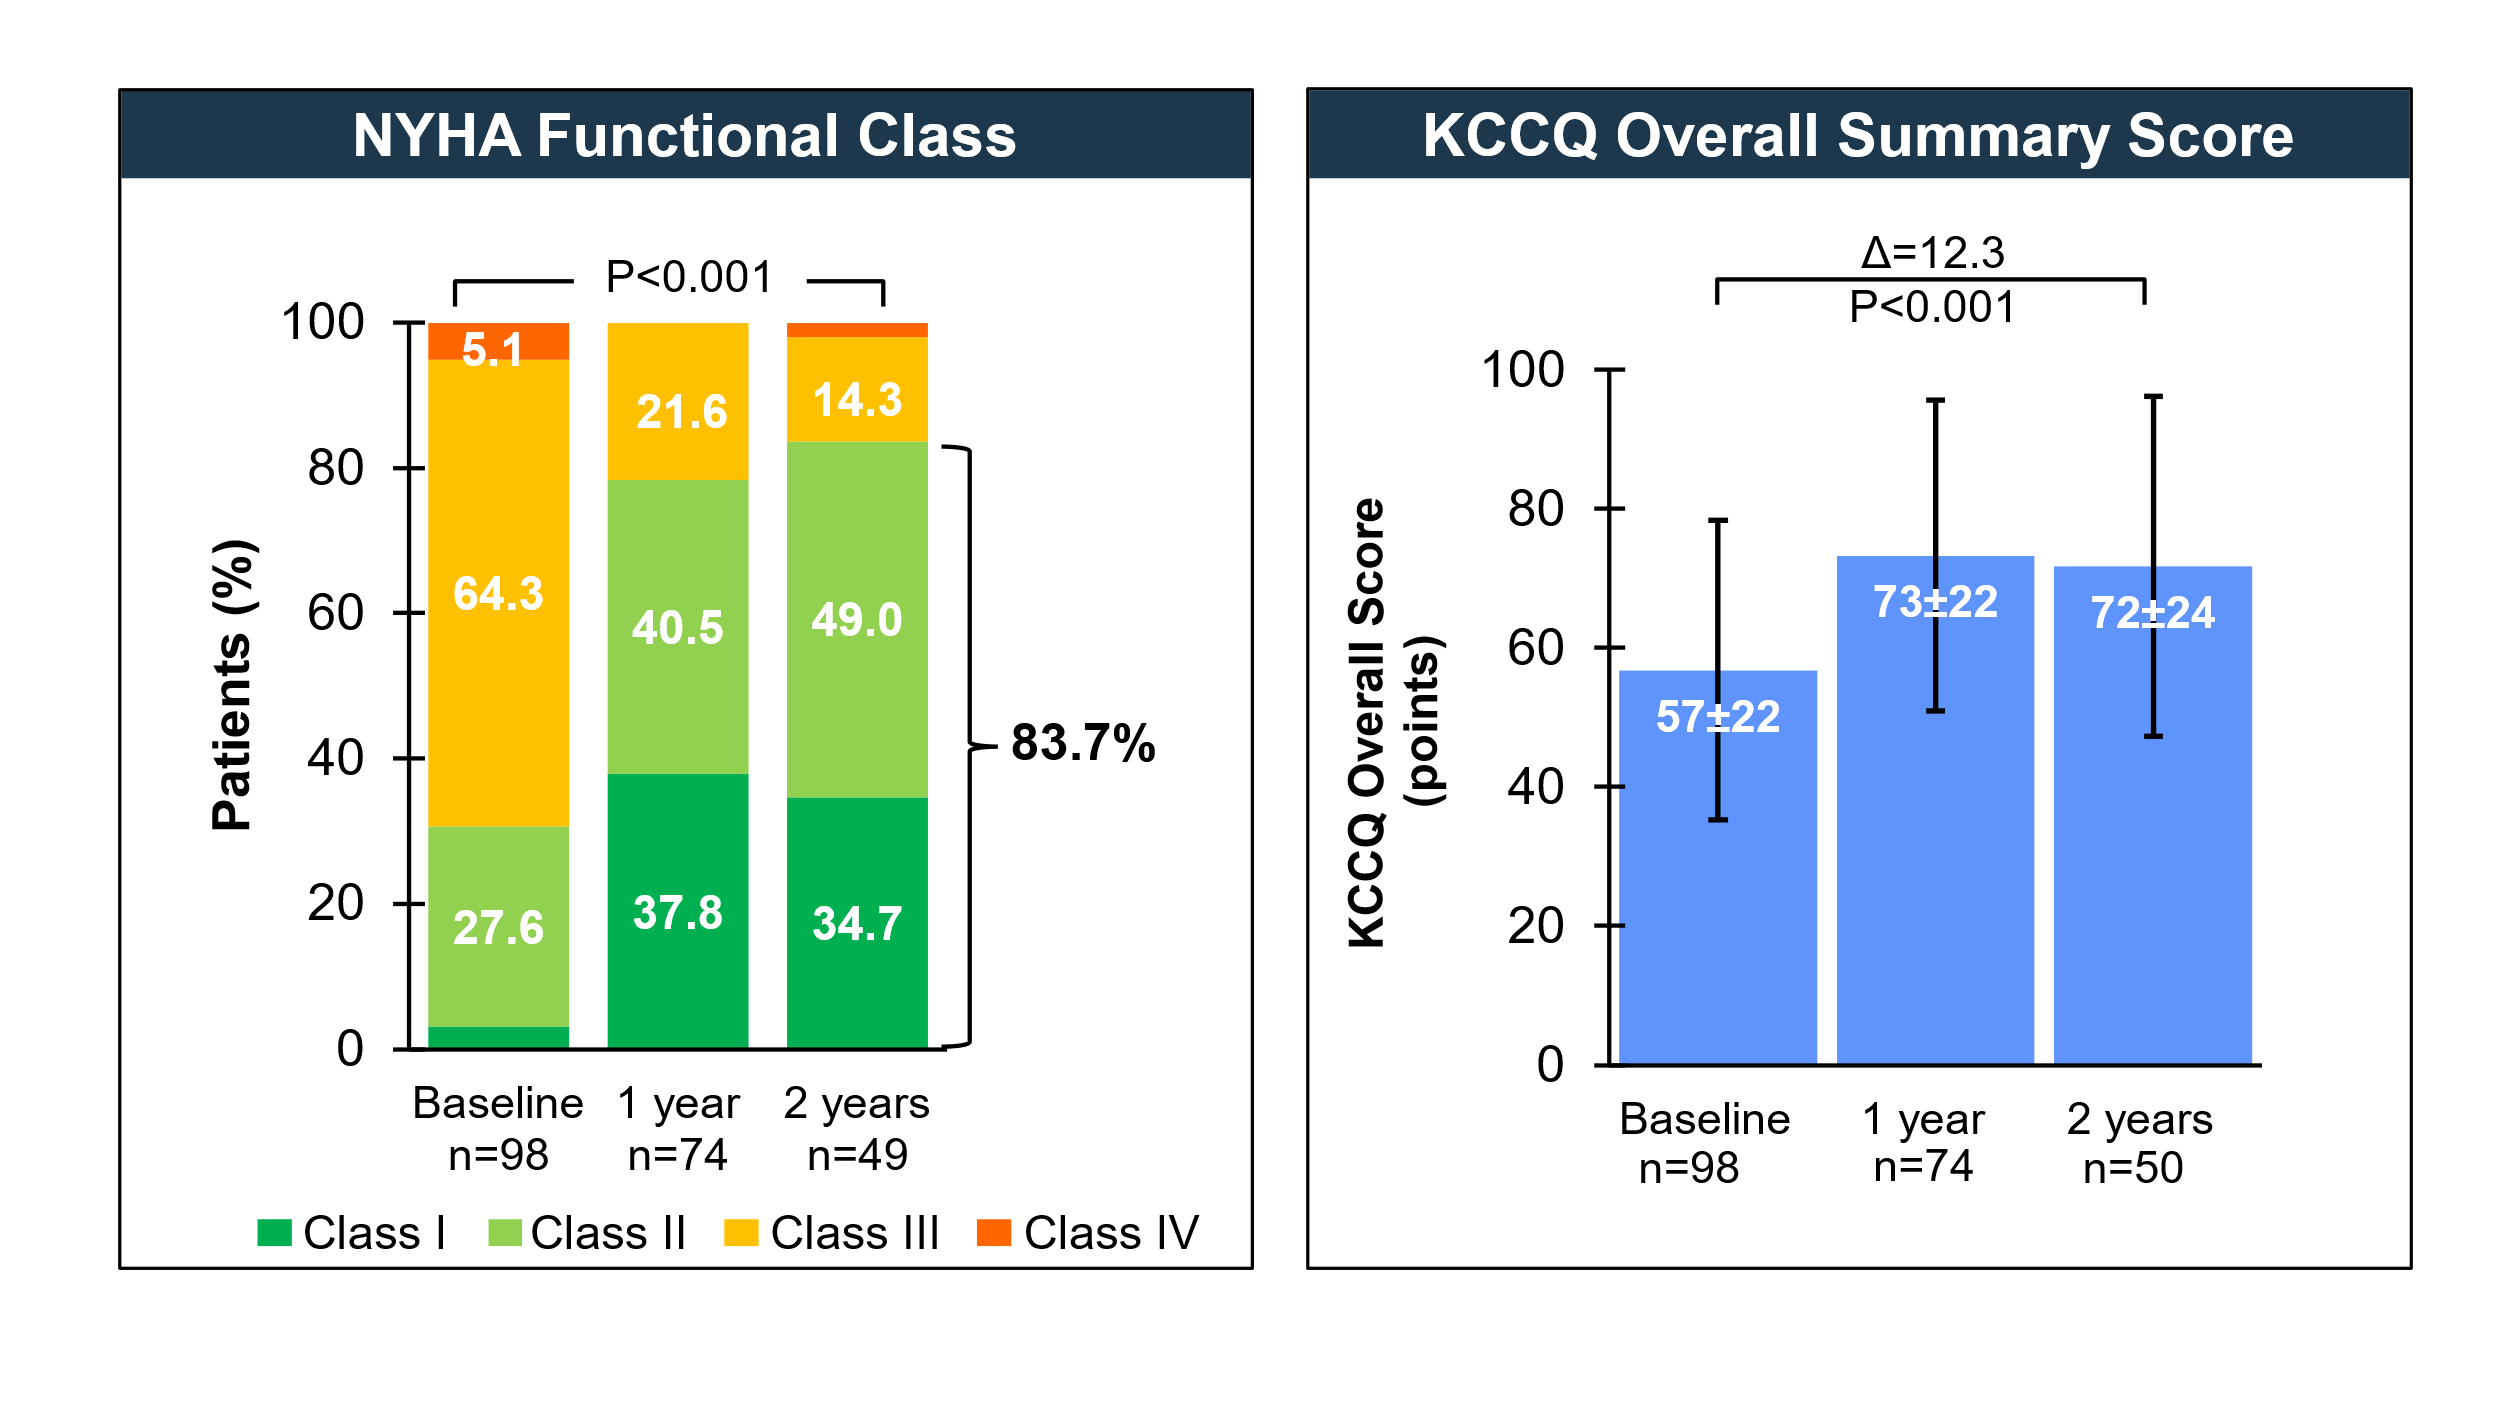 NYHA Functional Class
P<0.001
Patients (%)
100
80
60
40
20
0
5.1
64.3
27.6
21.6
40.5
37.8
14.3
49.0
34.7
83.7%
Baseline
n=98
1 year
n=74
2 years
n=49
Class I
Class II
Class III
Class IV
KCCQ Overall Summary Score
Δ=12.3
P<0.001
KCCQ Overall Score
(points)
100
80
60
40
20
0
57±22
73±22
72±24
Baseline
n=98
1 year
n=74
2 years
n=50